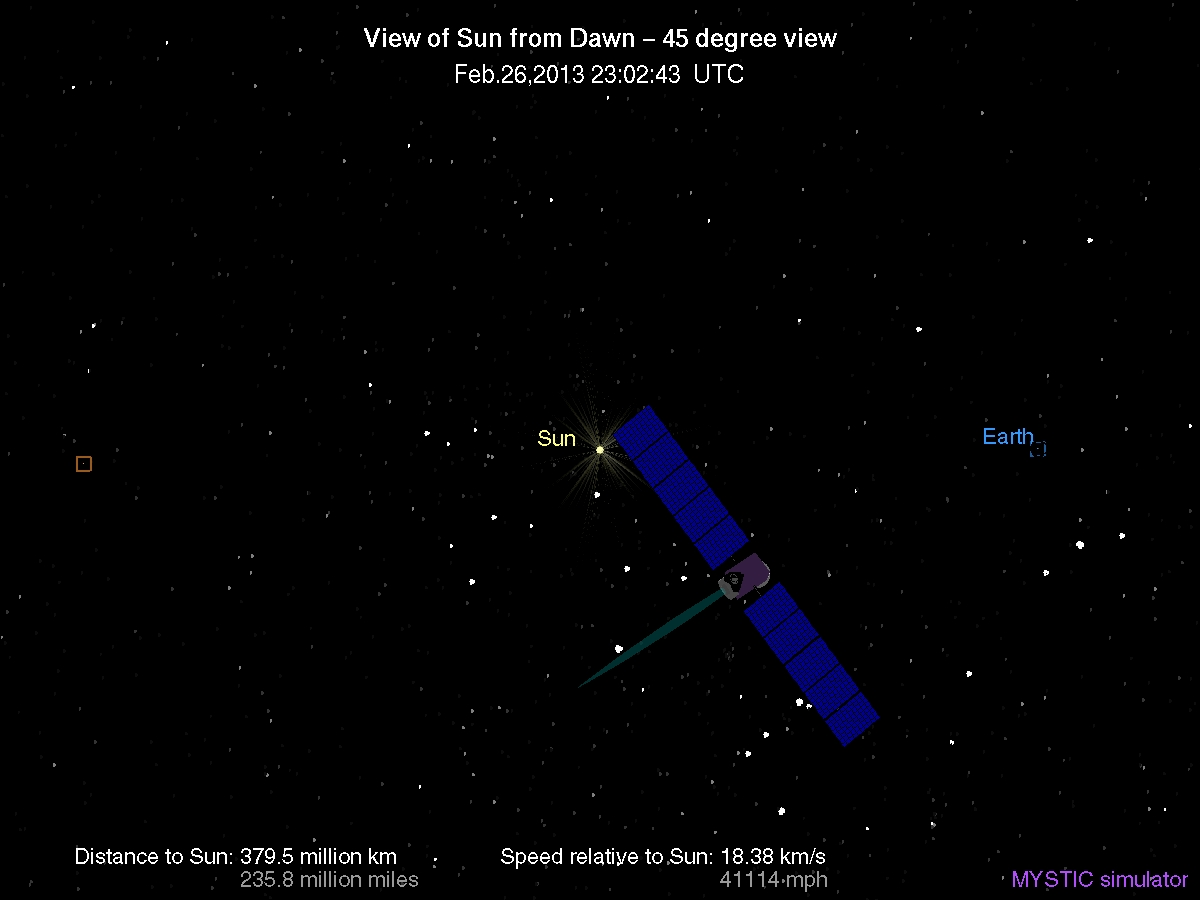 View of Sun from Dawn – 45 degree view
Feb.26,2013 23:02:43 UTC
Sun
Earth
Distance to Sun: 379.5 million km
235.8 million miles
Speed relative to Sun: 18.38 km/s
41114 mph
MYSTIC simulator